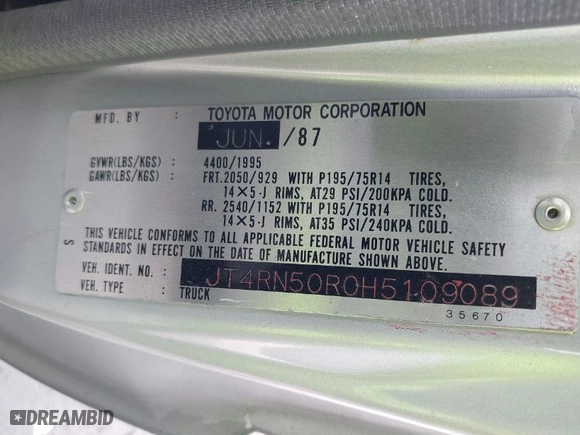 MFD. BY : TOYOTA MOTOR CORPORATION
JUN. /87
GVWR(LBS/KGS) : 4400/1995
GAWR(LBS/KGS) : FRT. 2050/929 WITH P195/75R14 TIRES,
14×5-J RIMS, AT29 PSI/200KPA COLD.
RR. 2540/1152 WITH P195/75R14 TIRES,
14×5-J RIMS, AT35 PSI/240KPA COLD.
THIS VEHICLE CONFORMS TO ALL APPLICABLE FEDERAL MOTOR VEHICLE SAFETY
S STANDARDS IN EFFECT ON THE DATE OF MANUFACTURE SHOWN ABOVE.
VEH. IDENT. NO. : JT4RN50R0H5109089
VEH. TYPE : TRUCK
35670
DREAMBID